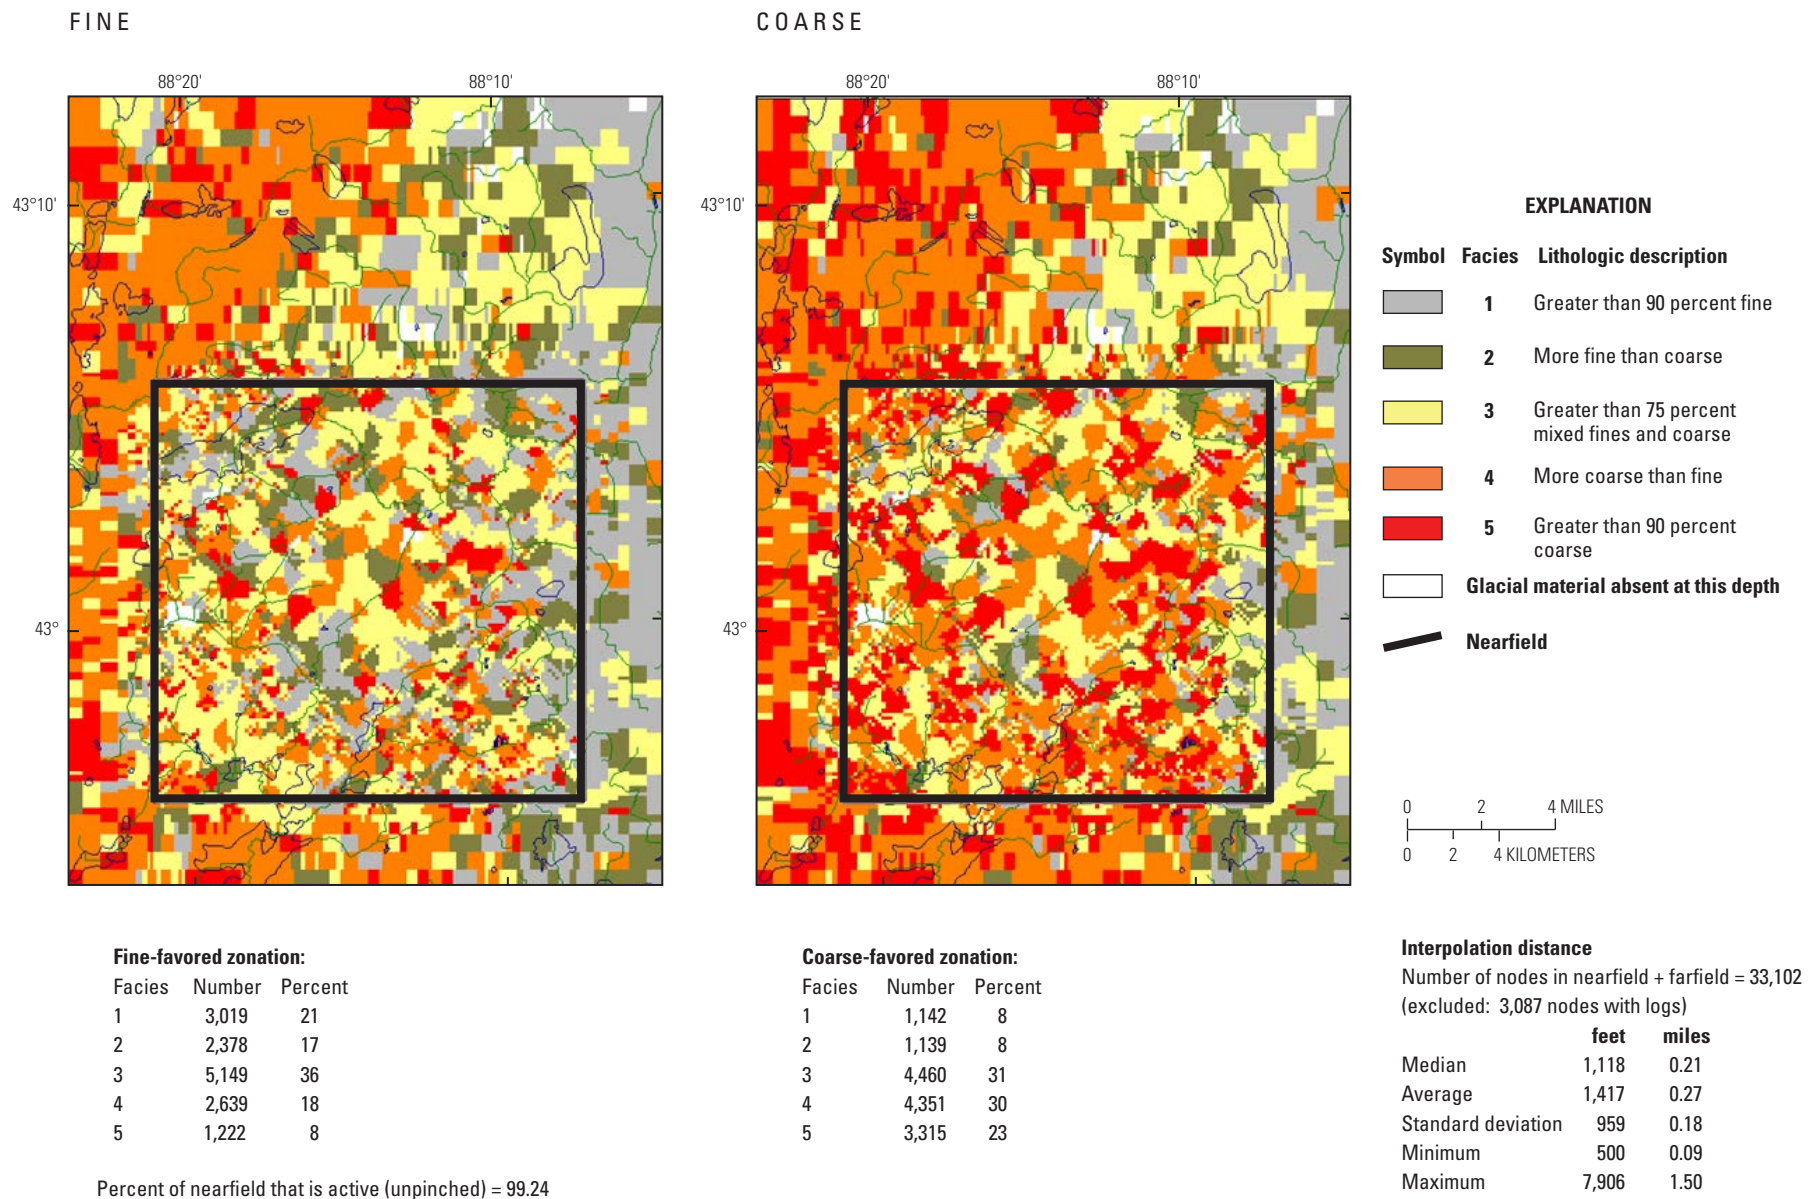 FINE
COARSE
88°20'
88°10'
88°20'
88°10'
43°10'
43°10'
43°
43°
EXPLANATION
Symbol Facies Lithologic description
1 Greater than 90 percent fine
2 More fine than coarse
3 Greater than 75 percent
mixed fines and coarse
4 More coarse than fine
5 Greater than 90 percent
coarse
Glacial material absent at this depth
Nearfield
0 2 4 MILES
0 2 4 KILOMETERS
Fine-favored zonation:
Facies Number Percent
1 3,019 21
2 2,378 17
3 5,149 36
4 2,639 18
5 1,222 8
Percent of nearfield that is active (unpinched) = 99.24
Coarse-favored zonation:
Facies Number Percent
1 1,142 8
2 1,139 8
3 4,460 31
4 4,351 30
5 3,315 23
Interpolation distance
Number of nodes in nearfield + farfield = 33,102
(excluded: 3,087 nodes with logs)
feet miles
Median 1,118 0.21
Average 1,417 0.27
Standard deviation 959 0.18
Minimum 500 0.09
Maximum 7,906 1.50